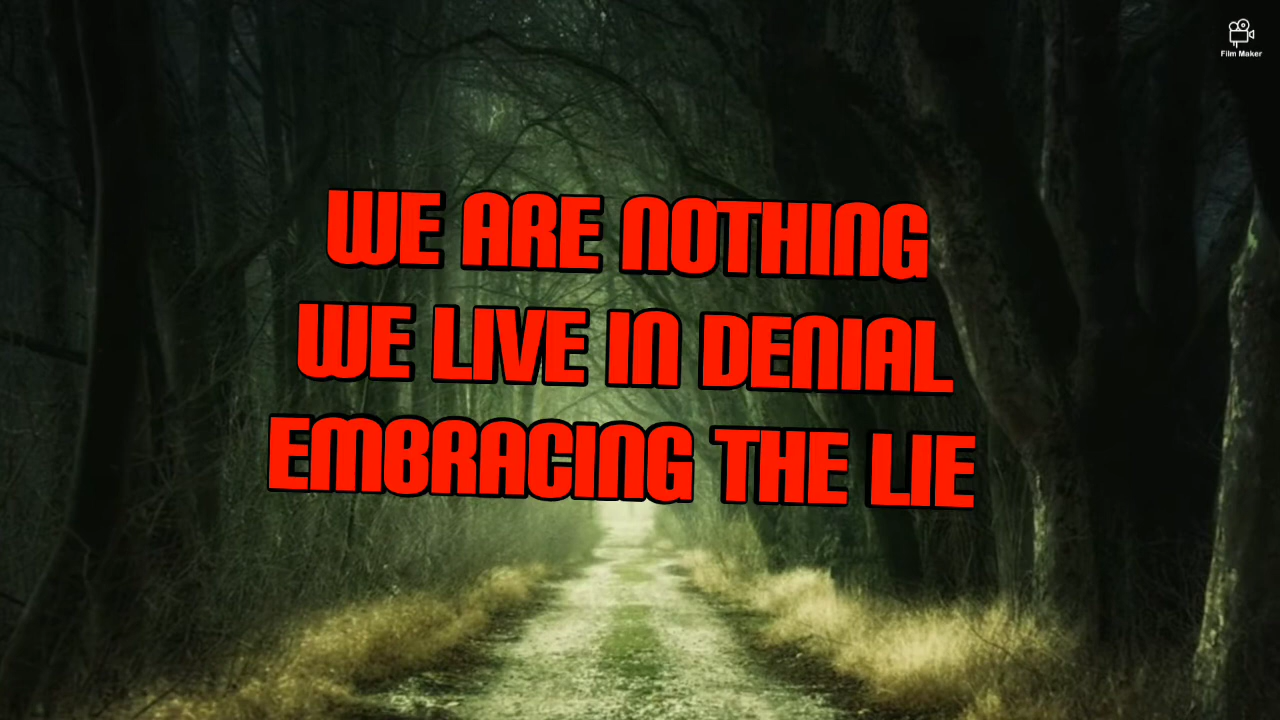 Film Maker
WE ARE NOTHING
WE LIVE IN DENIAL
EMBRACING THE LIE